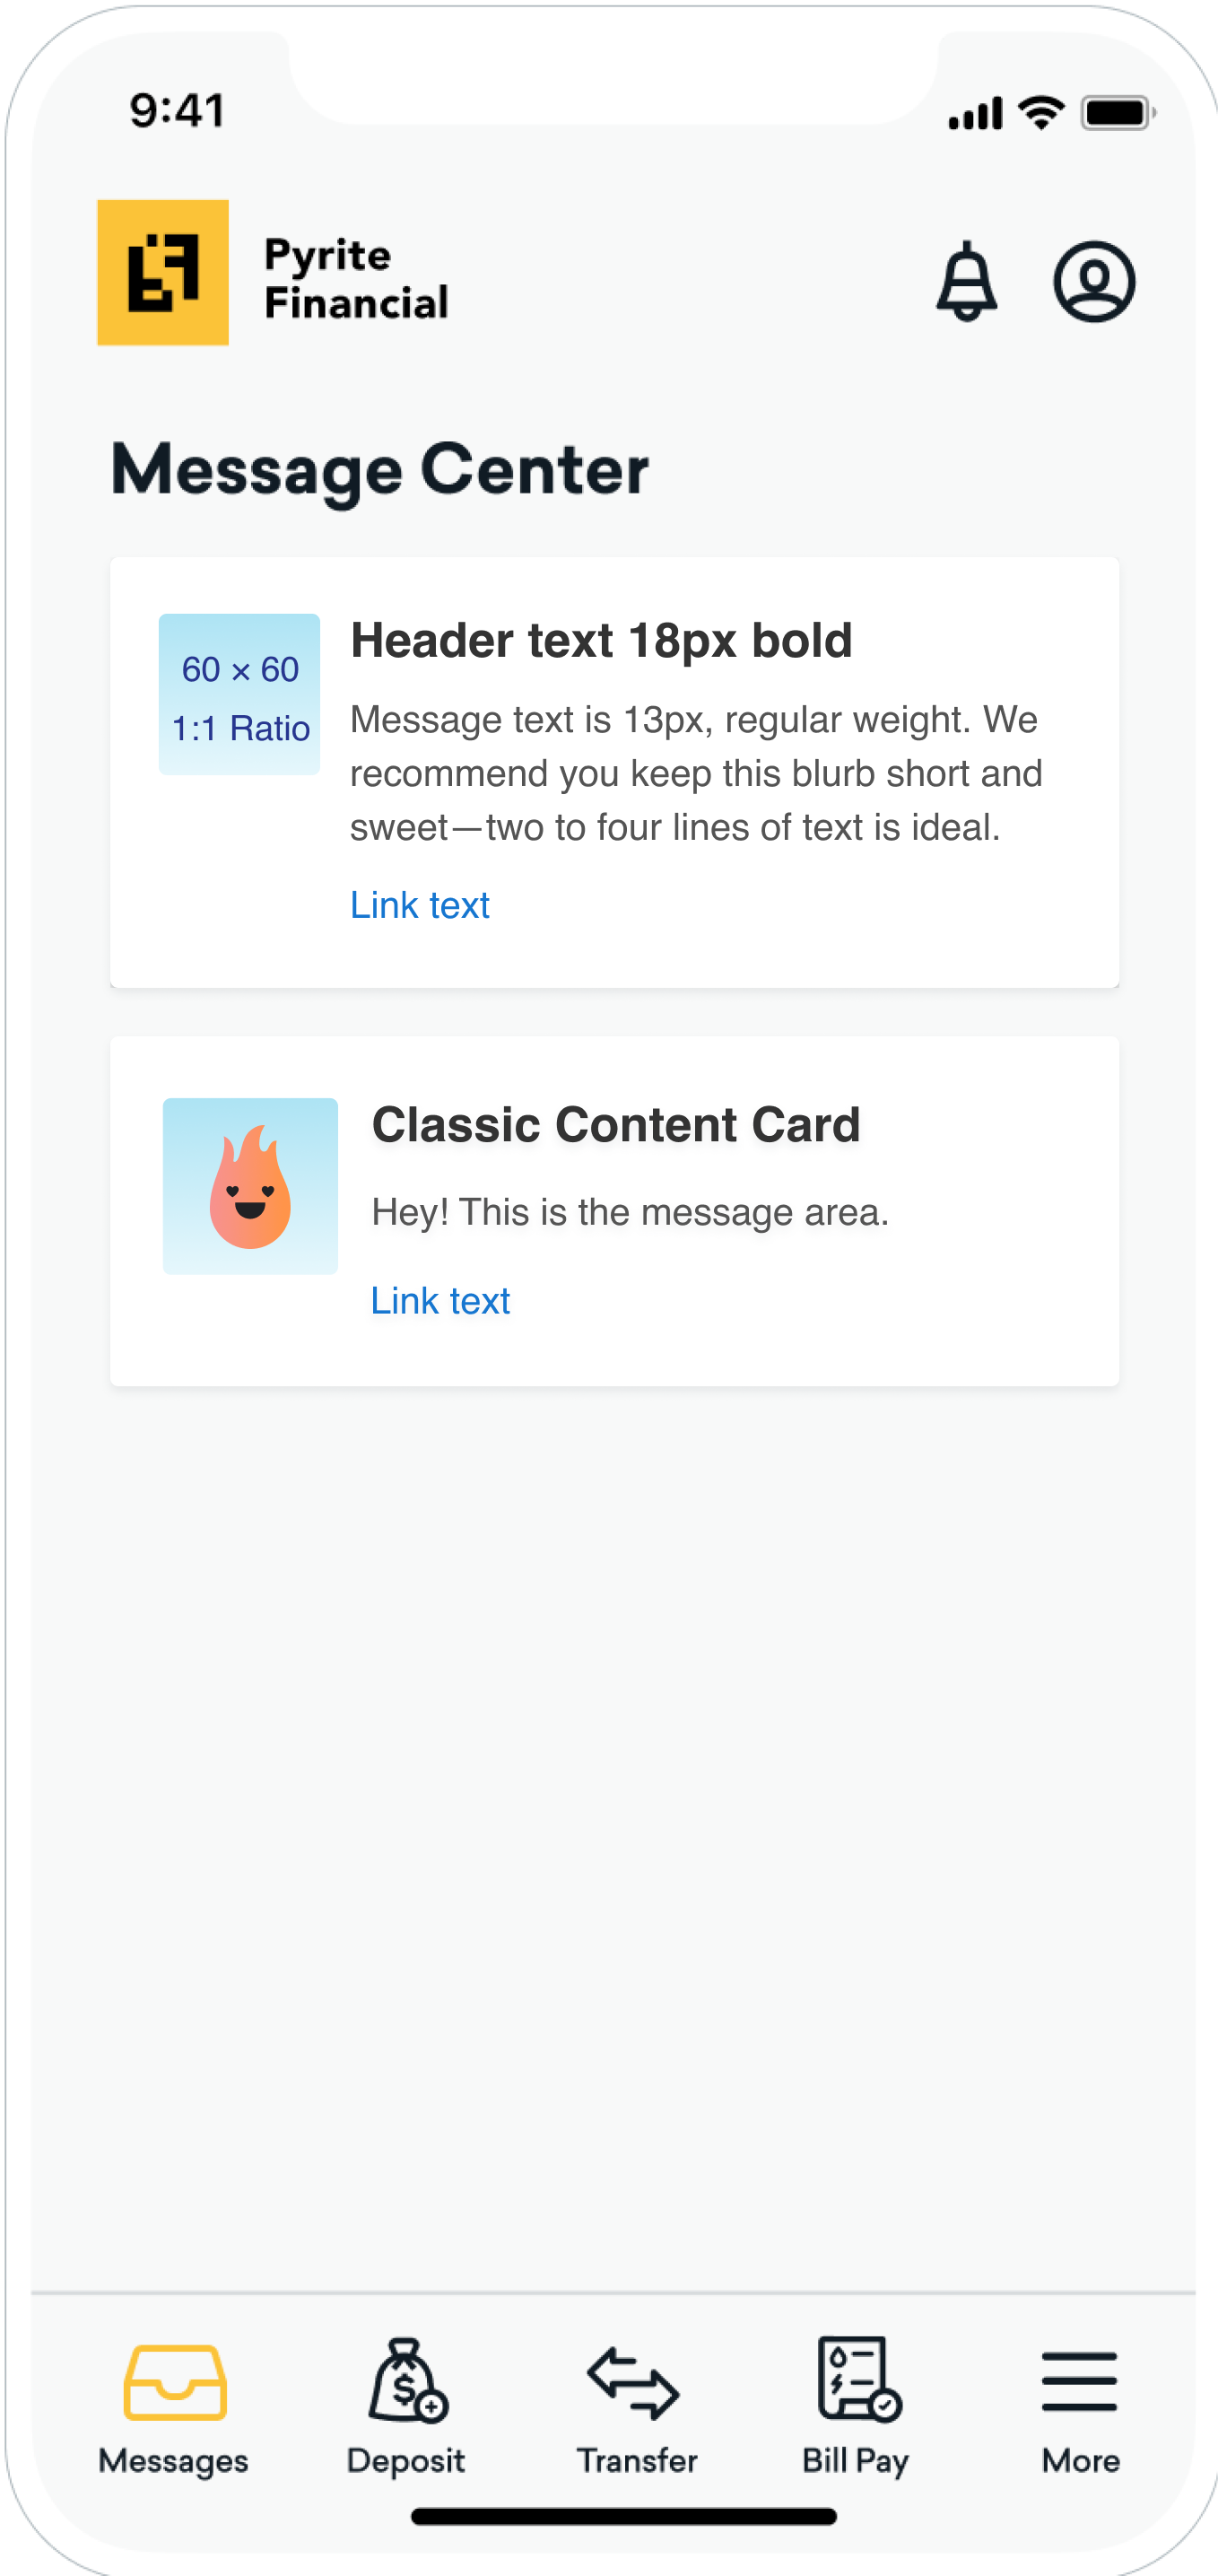 9:41
Pyrite
Financial
Message Center
60 × 60
1:1 Ratio
Header text 18px bold
Message text is 13px, regular weight. We
recommend you keep this blurb short and
sweet—two to four lines of text is ideal.
Link text
Classic Content Card
Hey! This is the message area.
Link text
Messages
Deposit
Transfer
Bill Pay
More